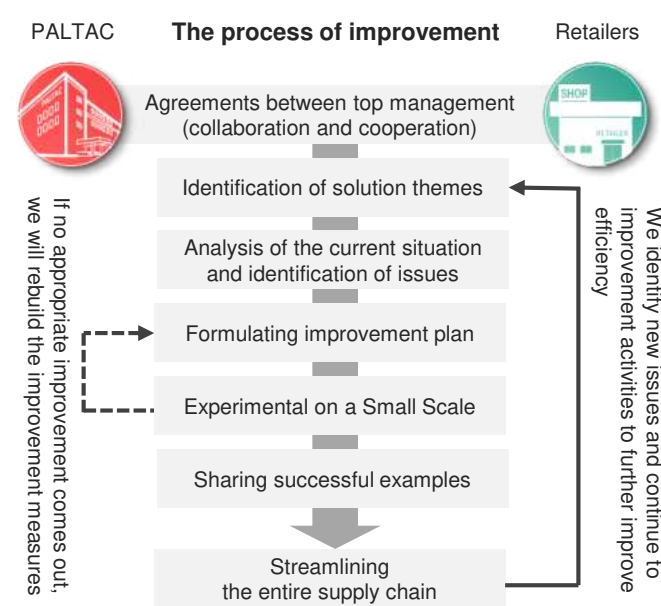 PALTAC
The process of improvement
Retailers
PALTAC
SHOP
RETAILER
Agreements between top management
(collaboration and cooperation)
Identification of solution themes
Analysis of the current situation
and identification of issues
Formulating improvement plan
Experimental on a Small Scale
Sharing successful examples
Streamlining
the entire supply chain
If no appropriate improvement comes out,
we will rebuild the improvement measures
We identify new issues and continue to
improvement activities to further improve
efficiency